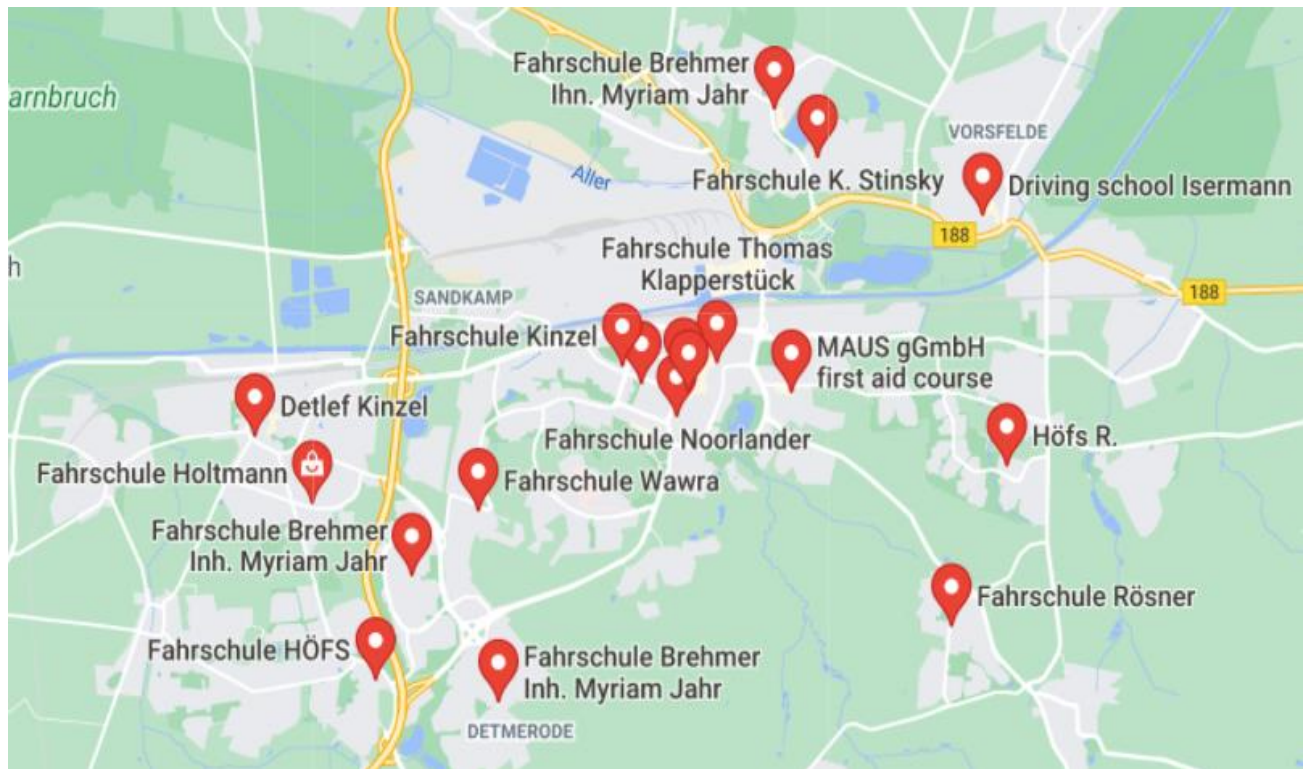 Fahrschule Brehmer
Ihn. Myriam Jahr
arnbruch
VORSFELDE
Aller
Fahrschule K. Stinsky
Driving school Isermann
188
Fahrschule Thomas
Klapperstück
h
188
SANDKAMP
Fahrschule Kinzel
MAUS gGmbH
first aid course
Detlef Kinzel
Höfs R.
Fahrschule Noorlander
Fahrschule Holtmann
Fahrschule Wawra
Fahrschule Brehmer
Inh. Myriam Jahr
Fahrschule Rösner
Fahrschule HÖFS
Fahrschule Brehmer
Inh. Myriam Jahr
DETMERODE